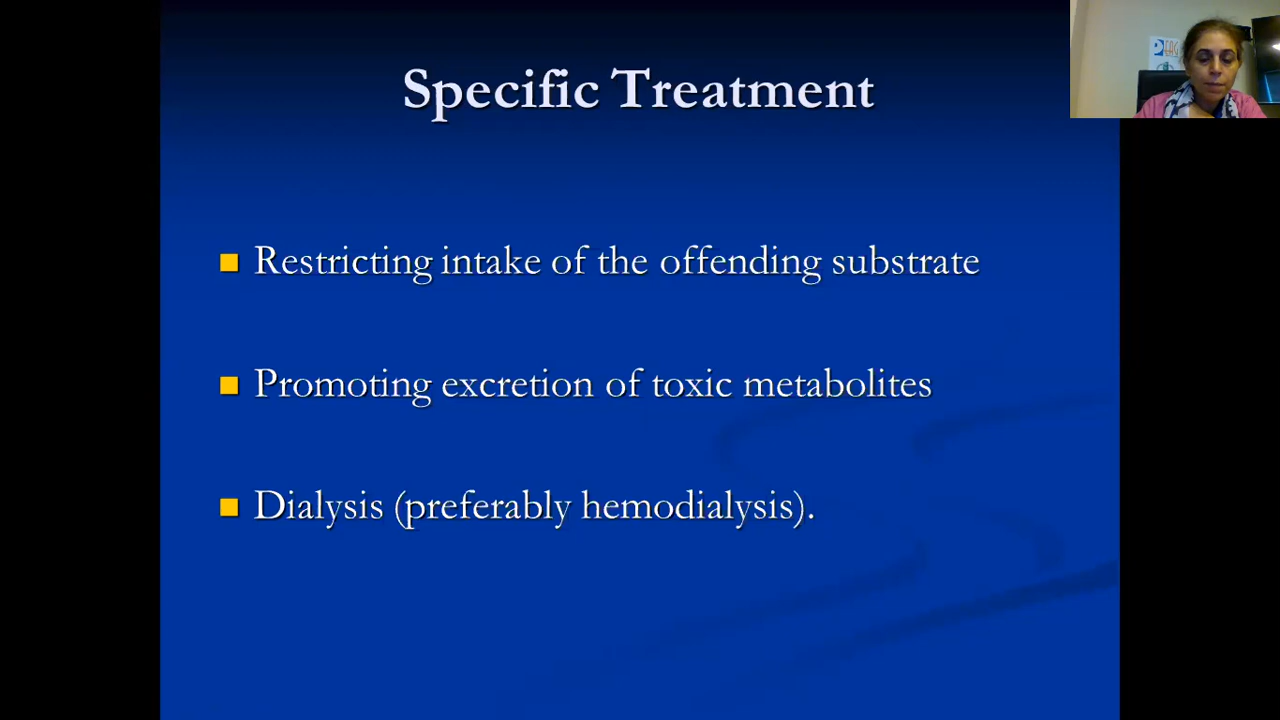 Specific Treatment
Restricting intake of the offending substrate
Promoting excretion of toxic metabolites
Dialysis (preferably hemodialysis).